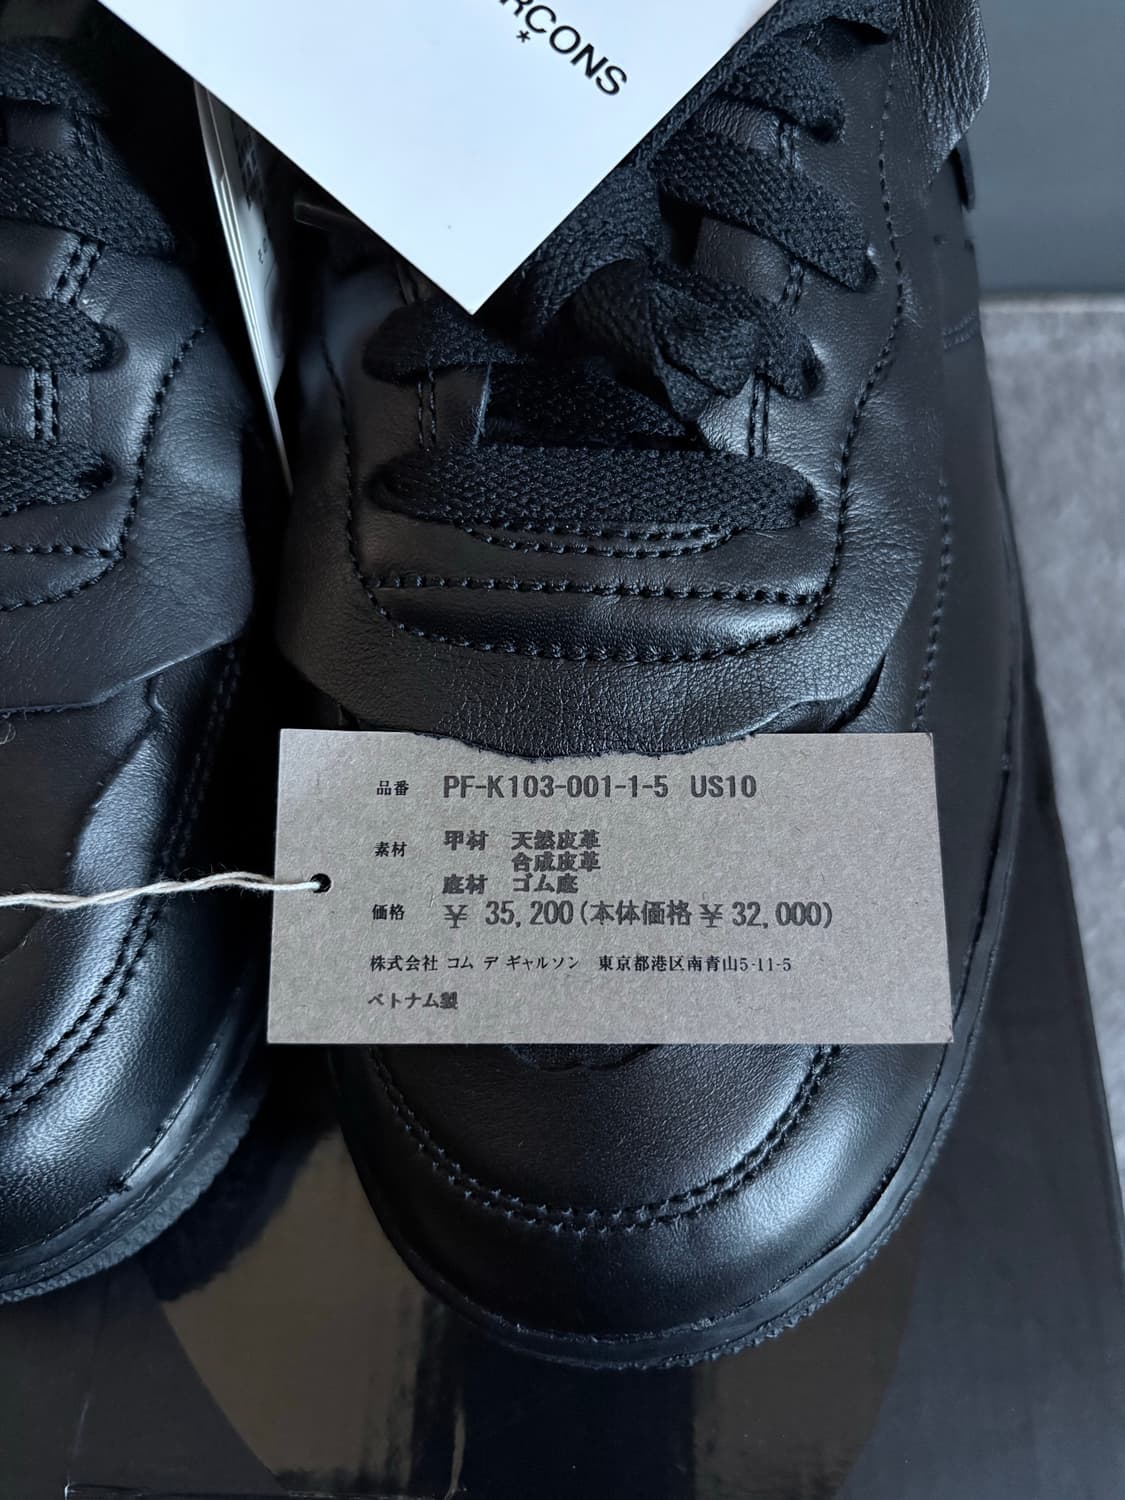 RÇONS
*
品番 PF-K103-001-1-5 US10
素材 甲材 天然皮革
合成皮革
底材 ゴム底
価格 ¥ 35,200(本体価格 ¥ 32,000)
株式会社 コム デ ギャルソン 東京都港区南青山5-11-5
ベトナム製